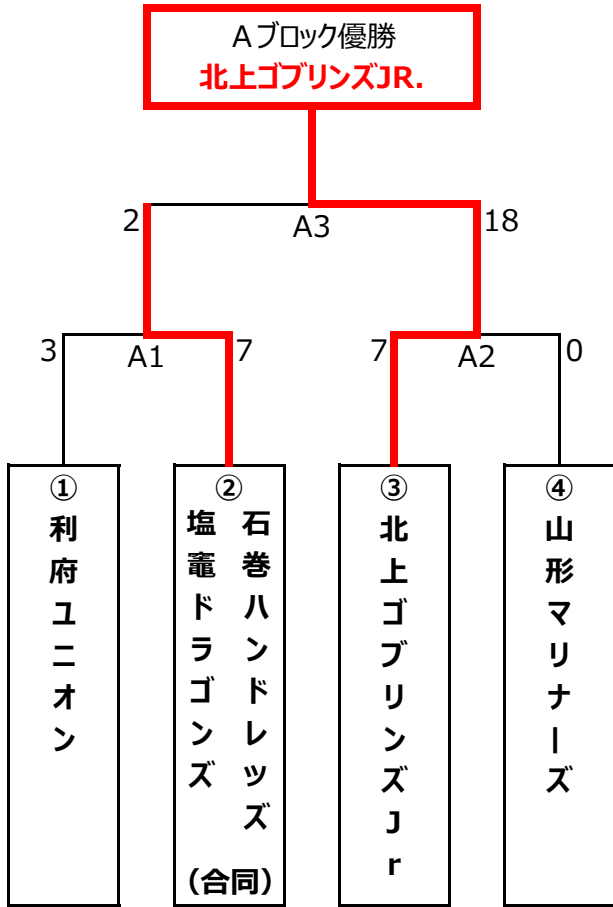 Aブロック優勝
北上ゴブリンズJR.
2
A3
18
3
A1
7
7
A2
0
①
利府ユニオン
②
石巻ハンドレッズ
塩竈ドラゴンズ
(合同)
③
北上ゴブリンズJr
④
山形マリナーズ